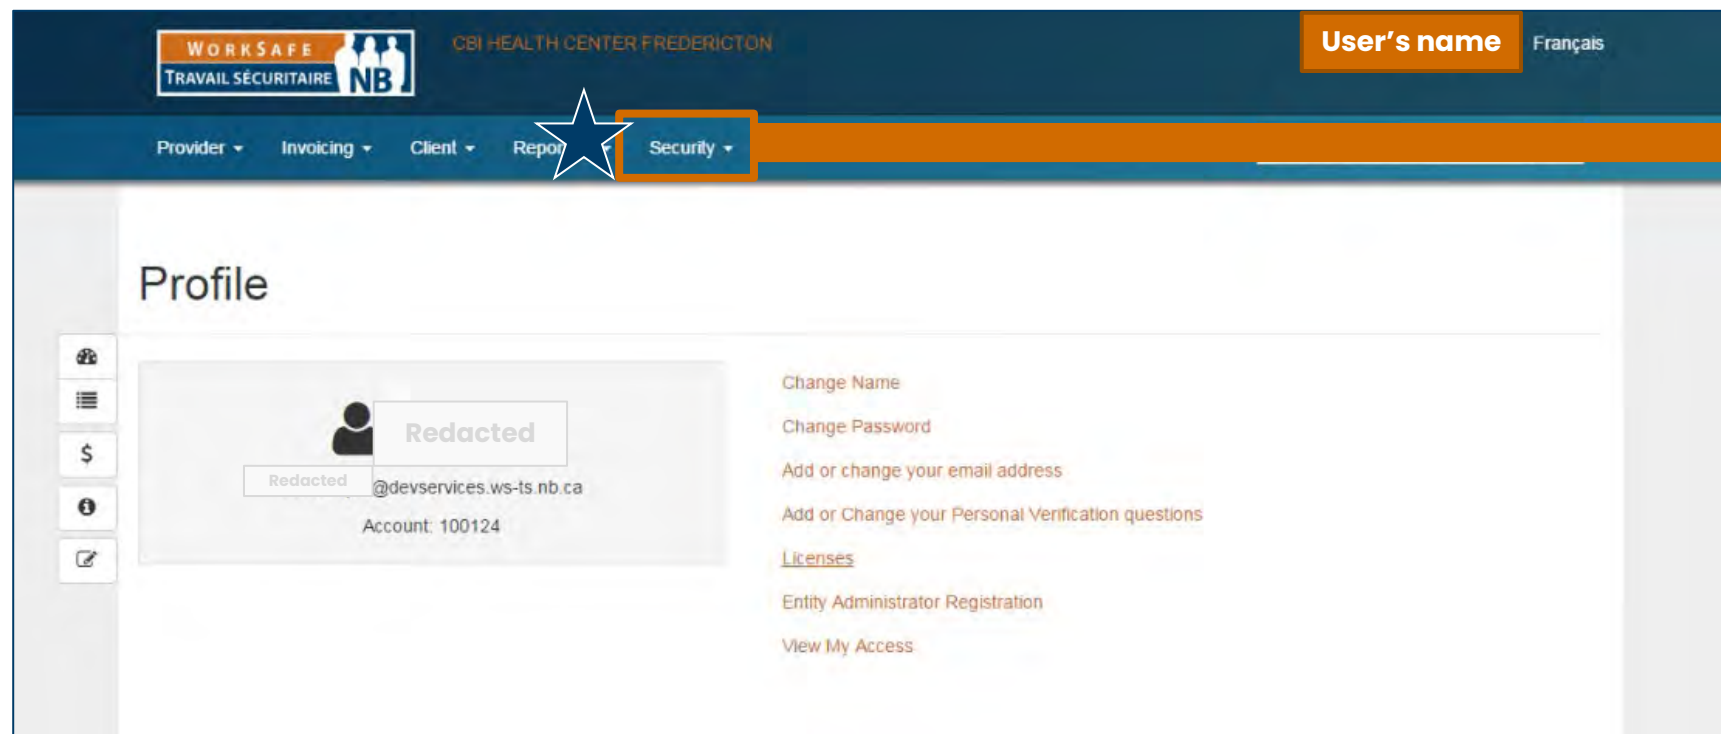 WORKSAFE
TRAVAIL SÉCURITAIRE NB
CBI HEALTH CENTER FREDERICTON
User's name
Français
Provider Invoicing Client Repor Security
Profile
Redacted
Redacted @devservices.ws-ts.nb.ca
Account: 100124
$
Change Name
Change Password
Add or change your email address
Add or Change your Personal Verification questions
Licenses
Entity Administrator Registration
View My Access